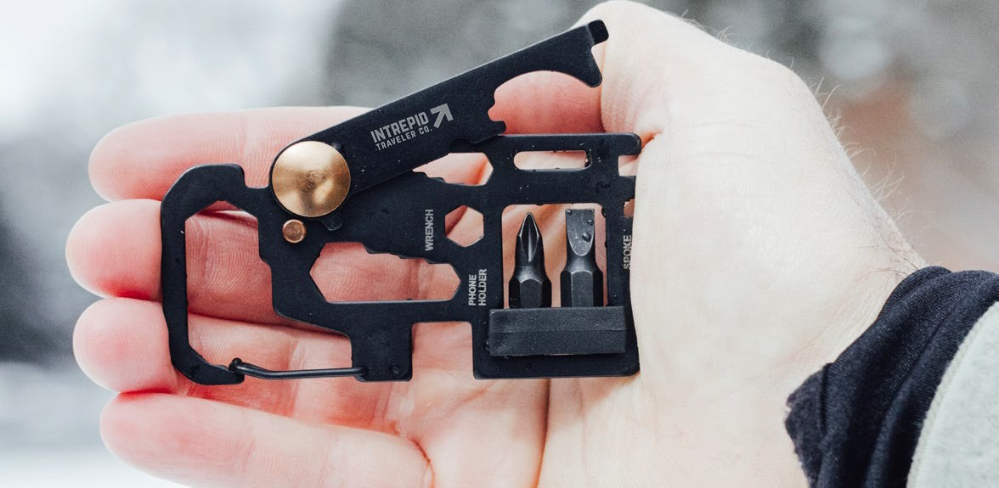 INTREPID
.TRAVELER CO.
WRENCH
PHONE
HOLDER
SPOKE